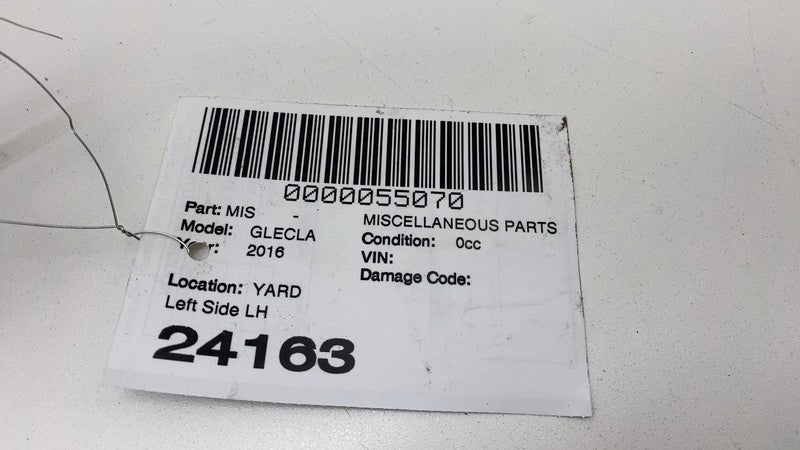 0000055070
Part: MIS - MISCELLANEOUS PARTS
Model: GLECLA Condition: 0cc
2016 VIN:
Damage Code:
Location: YARD
Left Side LH
24163